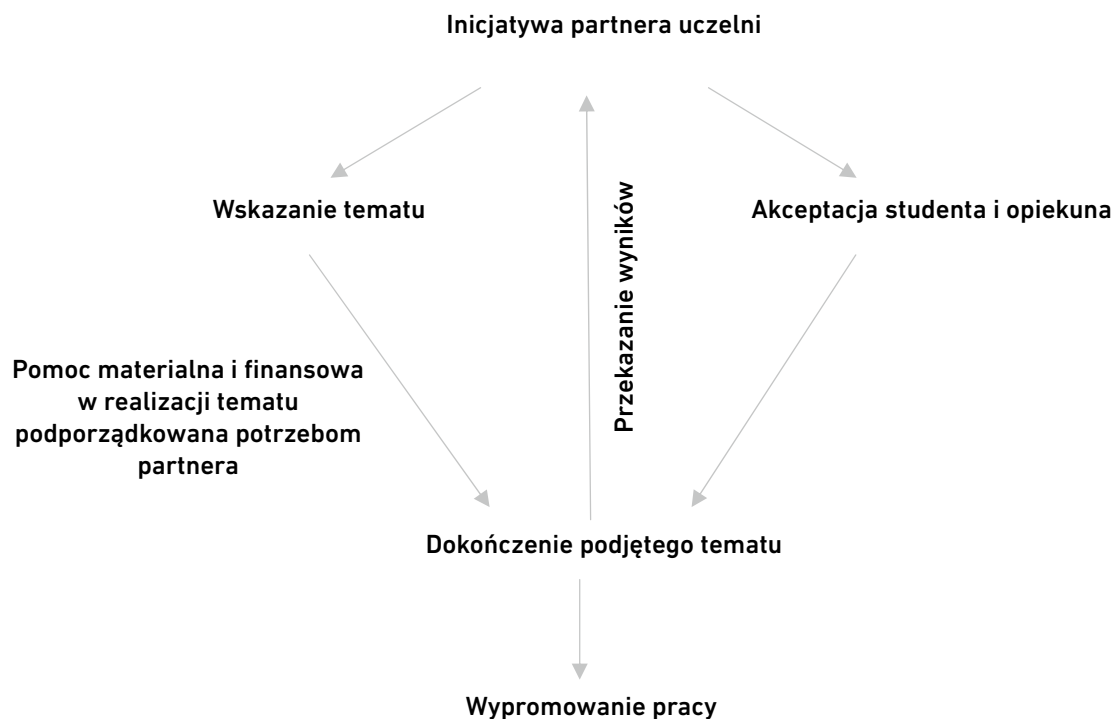 Inicjatywa partnera uczelni
Wskazanie tematu
Przekazanie wyników
Akceptacja studenta i opiekuna
Pomoc materialna i finansowa
w realizacji tematu
podporządkowana potrzebom
partnera
Dokończenie podjętego tematu
Wypromowanie pracy